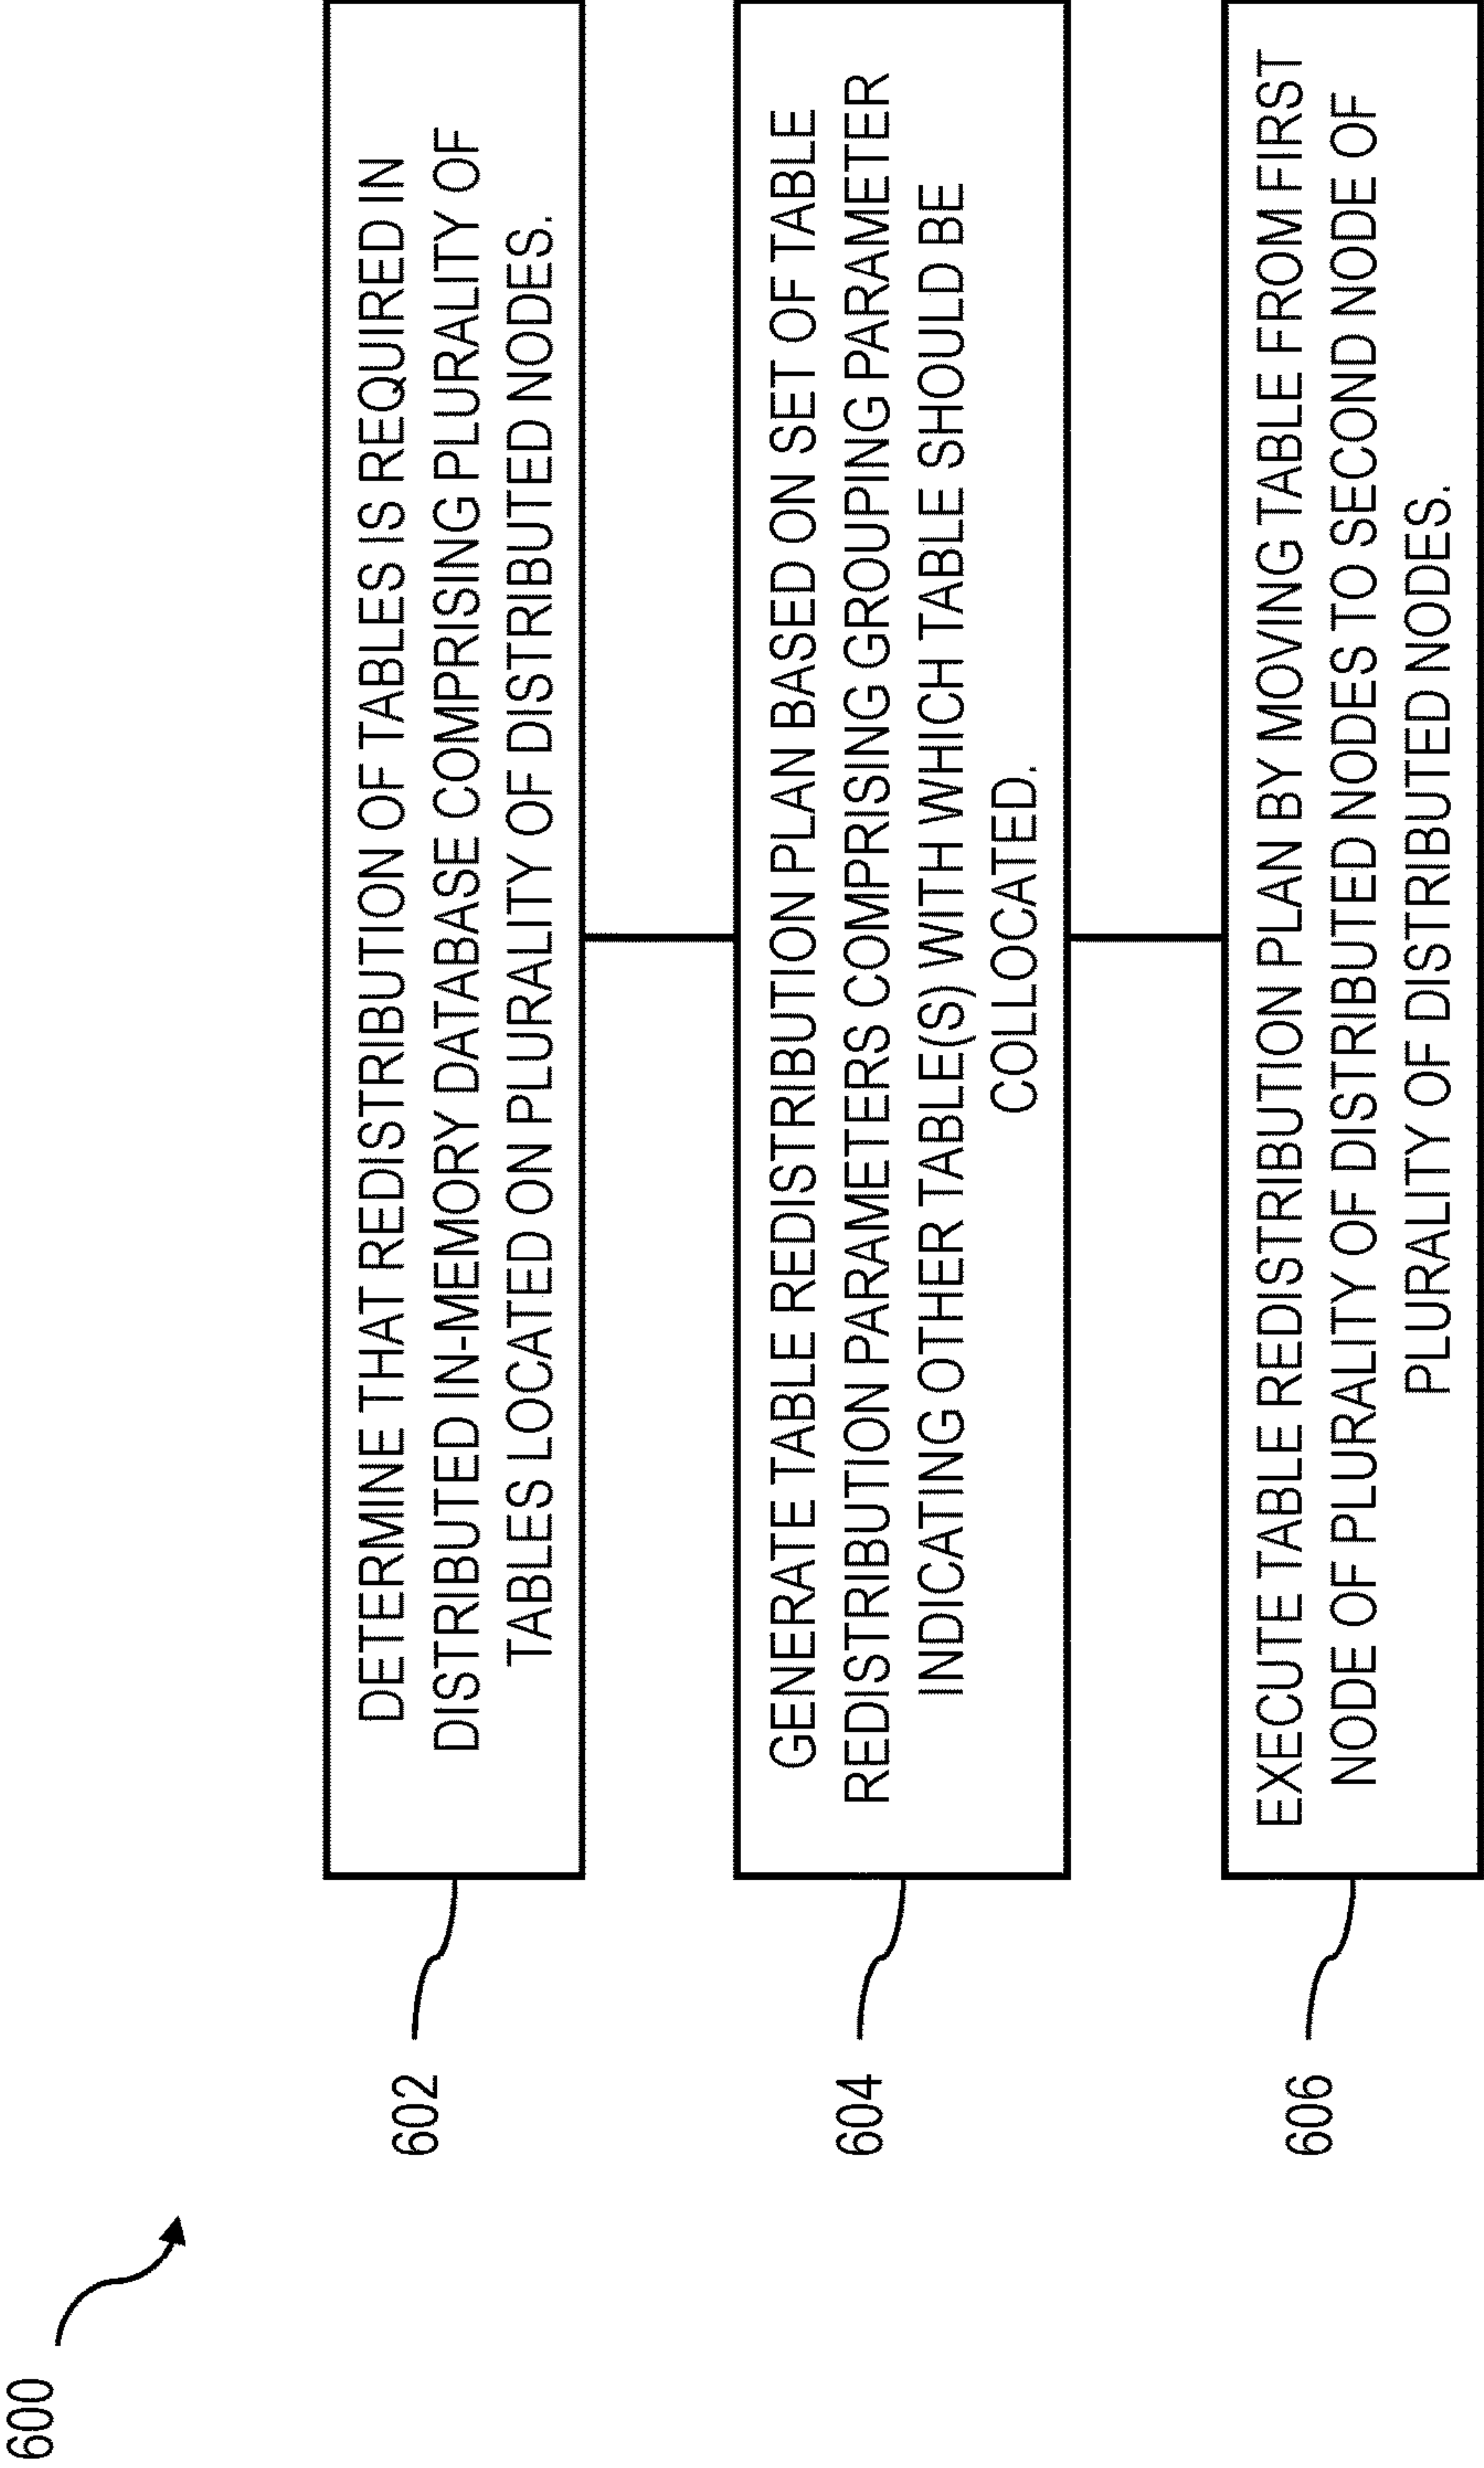 600
602
DETERMINE THAT REDISTRIBUTION OF TABLES IS REQUIRED IN
DISTRIBUTED IN-MEMORY DATABASE COMPRISING PLURALITY OF
TABLES LOCATED ON PLURALITY OF DISTRIBUTED NODES.
604
GENERATE TABLE REDISTRIBUTION PLAN BASED ON SET OF TABLE
REDISTRIBUTION PARAMETERS COMPRISING GROUPING PARAMETER
INDICATING OTHER TABLE(S) WITH WHICH TABLE SHOULD BE
COLLOCATED.
606
EXECUTE TABLE REDISTRIBUTION PLAN BY MOVING TABLE FROM FIRST
NODE OF PLURALITY OF DISTRIBUTED NODES TO SECOND NODE OF
PLURALITY OF DISTRIBUTED NODES.